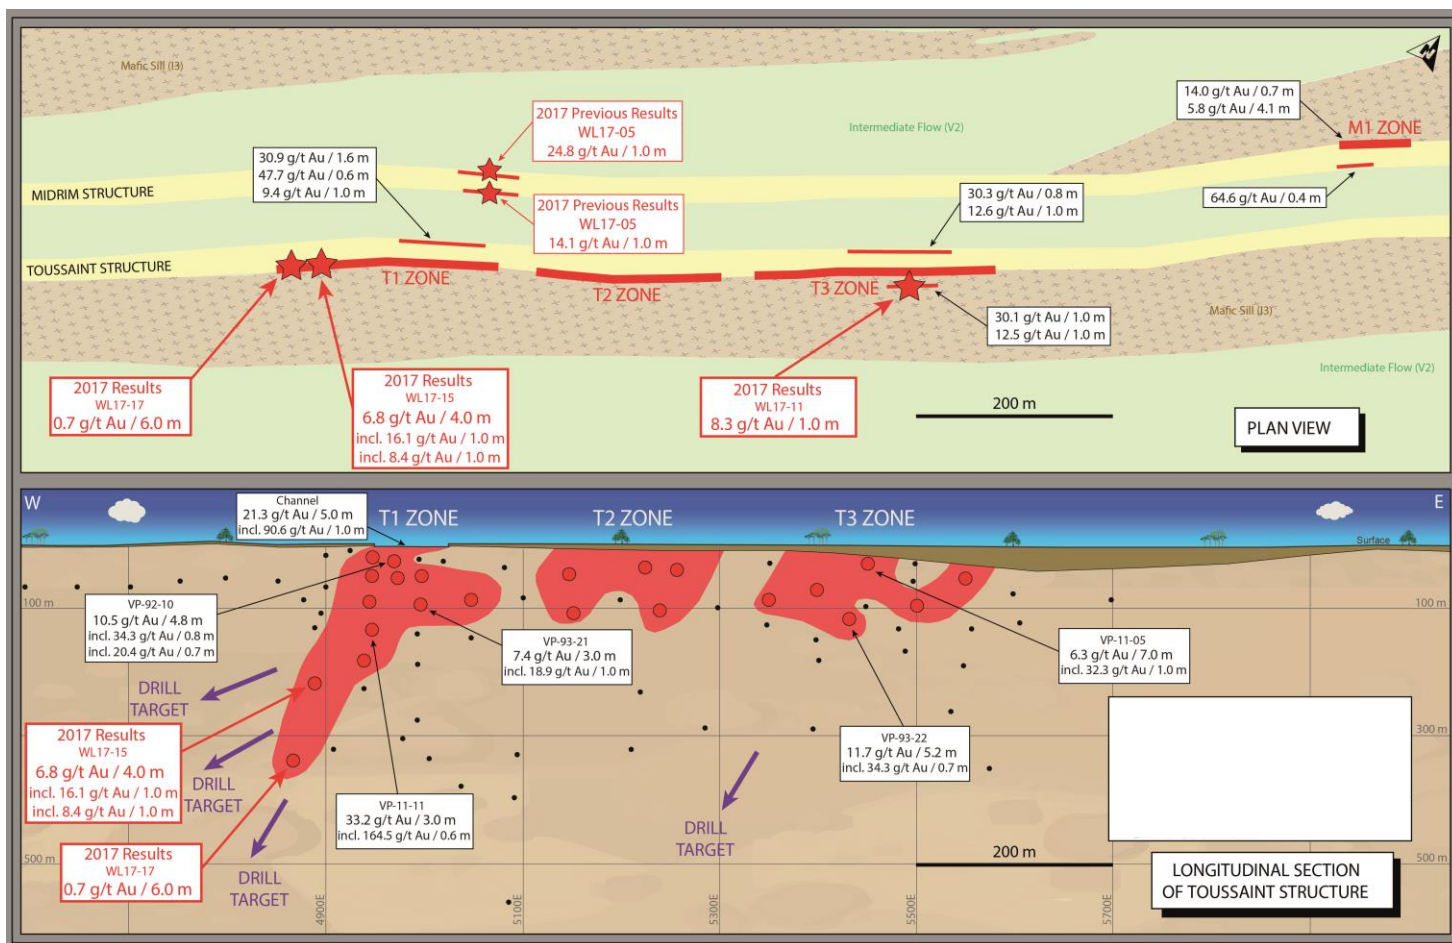 Mafic Sill (I3)
N
2017 Previous Results
WL17-05
24.8 g/t Au / 1.0 m
Intermediate Flow (V2)
14.0 g/t Au / 0.7 m
5.8 g/t Au / 4.1 m
M1 ZONE
30.9 g/t Au / 1.6 m
47.7 g/t Au / 0.6 m
9.4 g/t Au / 1.0 m
MIDRIM STRUCTURE
2017 Previous Results
WL17-05
14.1 g/t Au / 1.0 m
30.3 g/t Au / 0.8 m
12.6 g/t Au / 1.0 m
64.6 g/t Au / 0.4 m
TOUSSAINT STRUCTURE
T1 ZONE
T2 ZONE
T3 ZONE
30.1 g/t Au / 1.0 m
12.5 g/t Au / 1.0 m
Mafic Sill (I3)
Intermediate Flow (V2)
2017 Results
WL17-17
0.7 g/t Au / 6.0 m
2017 Results
WL17-15
6.8 g/t Au / 4.0 m
incl. 16.1 g/t Au / 1.0 m
incl. 8.4 g/t Au / 1.0 m
2017 Results
WL17-11
8.3 g/t Au / 1.0 m
200 m
PLAN VIEW
W
E
Channel
21.3 g/t Au / 5.0 m
incl. 90.6 g/t Au / 1.0 m
T1 ZONE
T2 ZONE
T3 ZONE
Surface
100 m
100 m
VP-92-10
10.5 g/t Au / 4.8 m
incl. 34.3 g/t Au / 0.8 m
incl. 20.4 g/t Au / 0.7 m
VP-93-21
7.4 g/t Au / 3.0 m
incl. 18.9 g/t Au / 1.0 m
VP-11-05
6.3 g/t Au / 7.0 m
incl. 32.3 g/t Au / 1.0 m
DRILL
TARGET
2017 Results
WL17-15
6.8 g/t Au / 4.0 m
incl. 16.1 g/t Au / 1.0 m
incl. 8.4 g/t Au / 1.0 m
DRILL
TARGET
VP-93-22
11.7 g/t Au / 5.2 m
incl. 34.3 g/t Au / 0.7 m
300 m
300 m
VP-11-11
33.2 g/t Au / 3.0 m
incl. 164.5 g/t Au / 0.6 m
DRILL
TARGET
2017 Results
WL17-17
0.7 g/t Au / 6.0 m
DRILL
TARGET
500 m
500 m
200 m
LONGITUDINAL SECTION
OF TOUSSAINT STRUCTURE
4900E
5100E
5300E
5500E
5700E